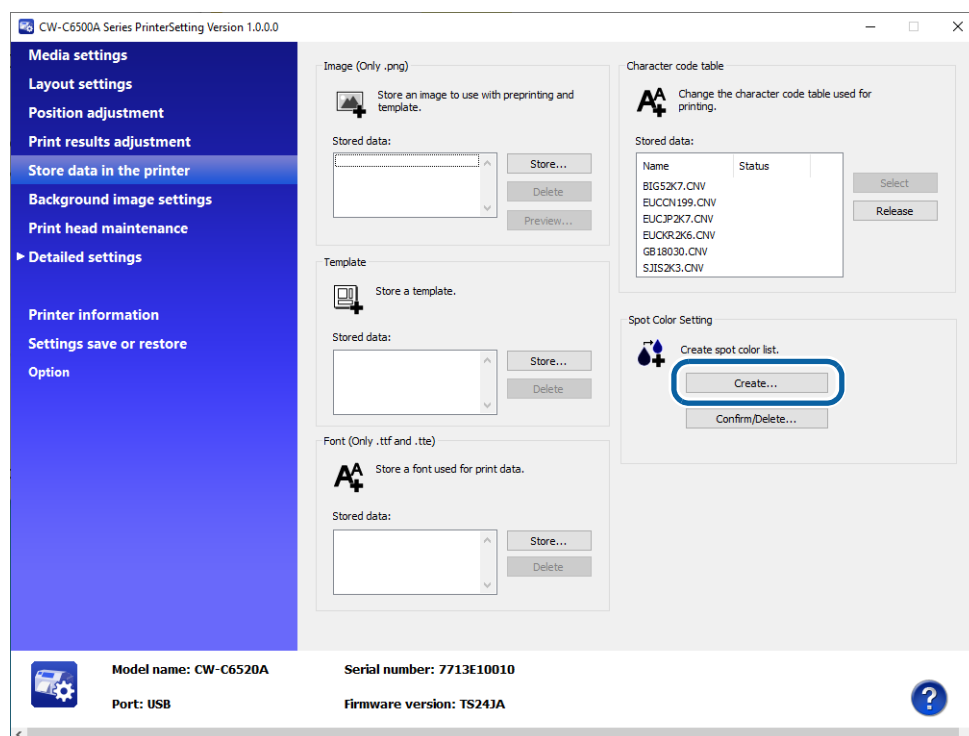 CW-C6500A Series PrinterSetting Version 1.0.0.0
Media settings
Layout settings
Position adjustment
Print results adjustment
Store data in the printer
Background image settings
Print head maintenance
Detailed settings
Printer information
Settings save or restore
Option
Image (Only .png)
Store an image to use with preprinting and
template.
Stored data:
Store...
Delete
Preview...
Template
Store a template.
Stored data:
Store...
Delete
Font (Only .ttf and .tte)
Store a font used for print data.
Stored data:
Store...
Delete
Character code table
Change the character code table used for
printing.
Stored data:
Name Status
BIG52K7.CNV
EUCCN199.CNV
EUCJP2K7.CNV
EUCKR2K6.CNV
GB18030.CNV
SJIS2K3.CNV
Select
Release
Spot Color Setting
Create spot color list.
Create...
Confirm/Delete...
Model name: CW-C6520A
Serial number: 7713E10010
Port: USB
Firmware version: TS24JA
?